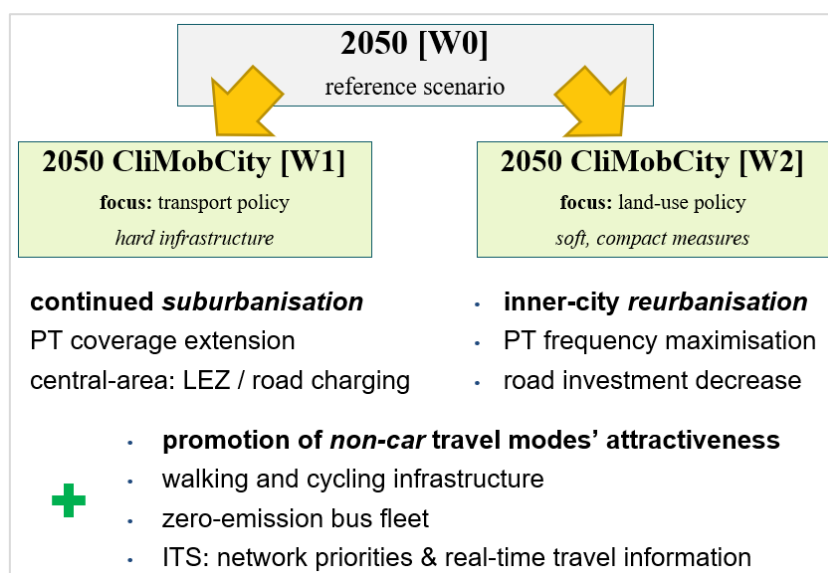 2050 [W0]
reference scenario
2050 CliMobCity [W1]
focus: transport policy
hard infrastructure
2050 CliMobCity [W2]
focus: land-use policy
soft, compact measures
continued suburbanisation
PT coverage extension
central-area: LEZ / road charging
• inner-city reurbanisation
• PT frequency maximisation
• road investment decrease
• promotion of non-car travel modes’ attractiveness
• walking and cycling infrastructure
• zero-emission bus fleet
• ITS: network priorities & real-time travel information